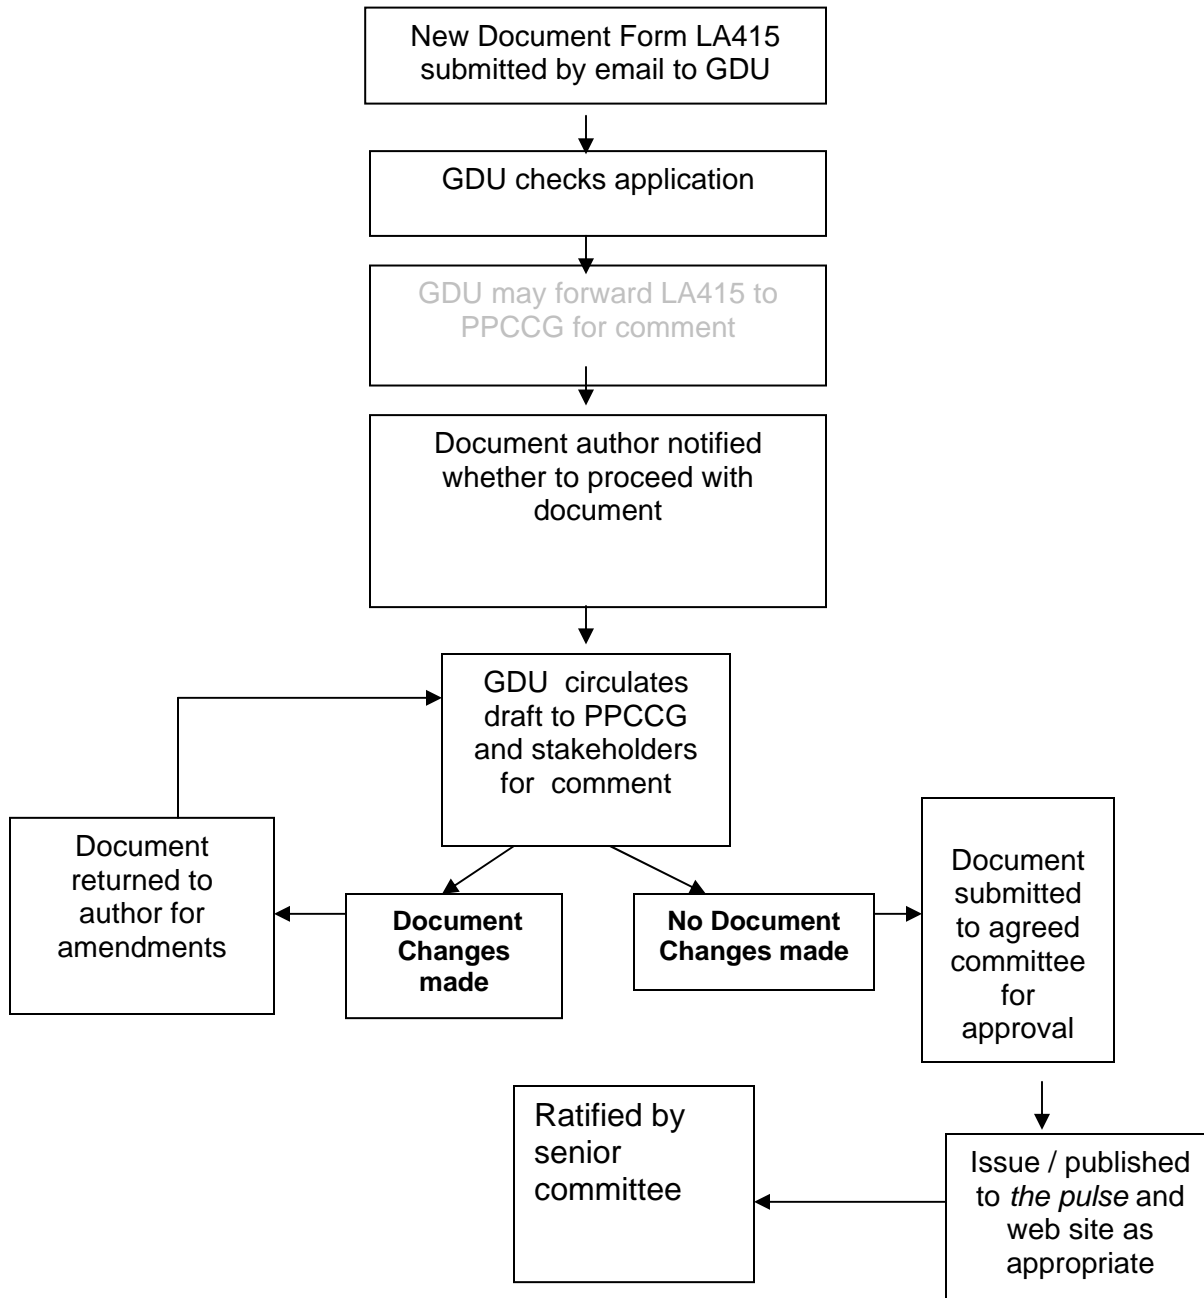 New Document Form LA415
submitted by email to GDU
GDU checks application
GDU may forward LA415 to
PPCCG for comment
Document author notified
whether to proceed with
document
GDU circulates
draft to PPCCG
and stakeholders
for comment
Document
returned to
author for
amendments
Document
Changes
made
No Document
Changes made
Document
submitted
to agreed
committee
for
approval
Ratified by
senior
committee
Issue / published
to the pulse and
web site as
appropriate